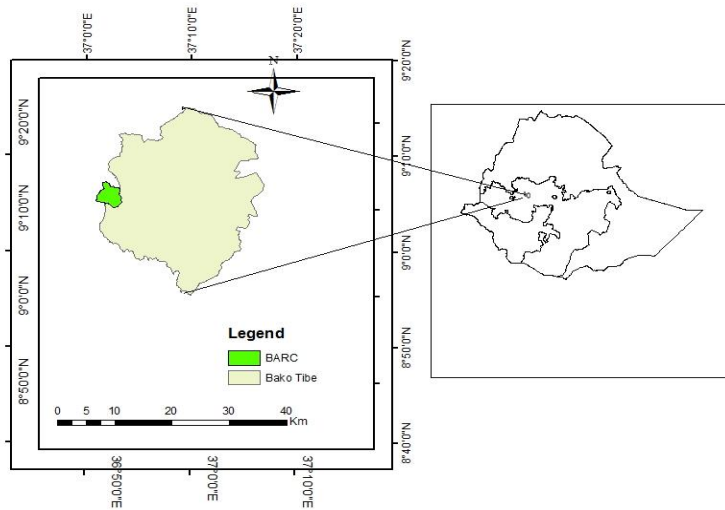 37°0'0"N
37°10'0"E
37°20'0"N
N
9°20'0"N
9°10'0"N
9°0'0"N
8°50'0"N
9°20'0"N
9°10'0"N
9°0'0"N
8°50'0"N
8°40'0"N
Legend
BARC
Bako Tibe
0 5 10 20 30 40
Km
36°50'0"N
37°0'0"N
37°10'0"N